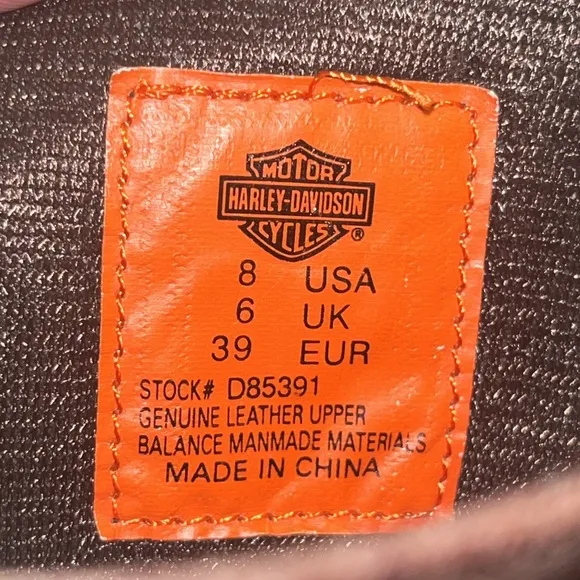 MOTOR
HARLEY-DAVIDSON
CYCLES ®
8 USA
6 UK
39 EUR
STOCK# D85391
GENUINE LEATHER UPPER
BALANCE MANMADE MATERIALS
MADE IN CHINA